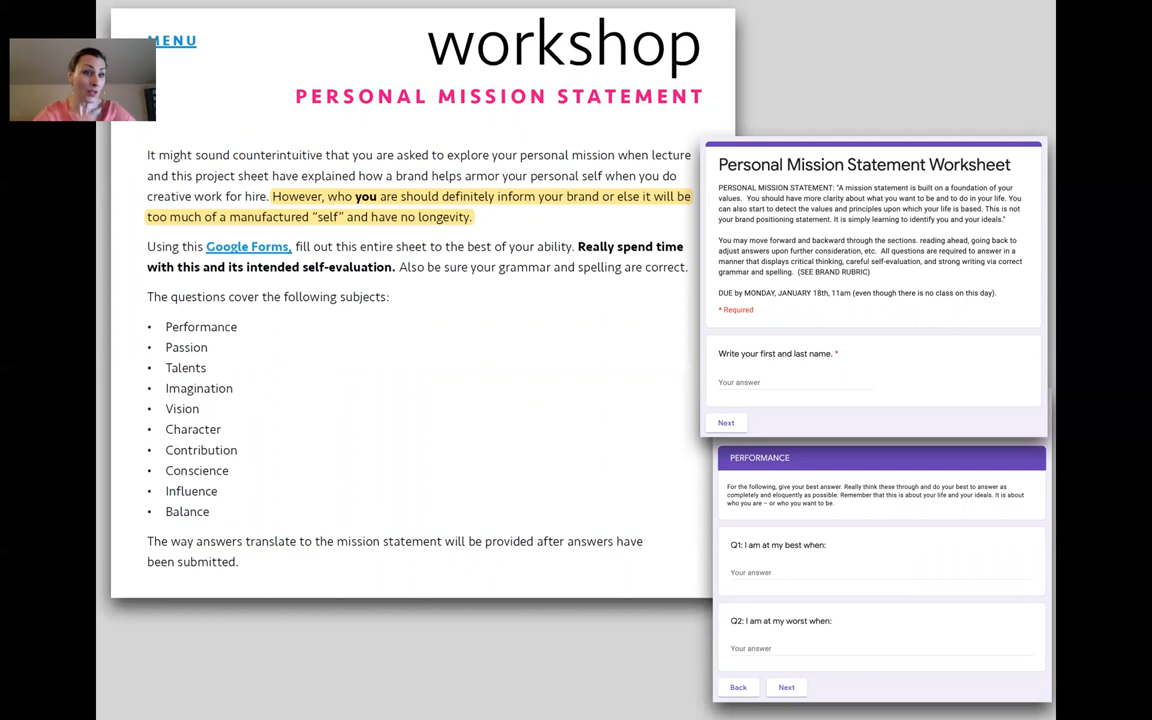 MENU
workshop
PERSONAL MISSION STATEMENT
It might sound counterintuitive that you are asked to explore your personal mission when lecture
and this project sheet have explained how a brand helps armor your personal self when you do
creative work for hire. However, who you are should definitely inform your brand or else it will be
too much of a manufactured “self” and have no longevity.
Using this Google Forms, fill out this entire sheet to the best of your ability. Really spend time
with this and its intended self-evaluation. Also be sure your grammar and spelling are correct.
The questions cover the following subjects:
• Performance
• Passion
• Talents
• Imagination
• Vision
• Character
• Contribution
• Conscience
• Influence
• Balance
The way answers translate to the mission statement will be provided after answers have
been submitted.
Personal Mission Statement Worksheet
PERSONAL MISSION STATEMENT: "A mission statement is built on a foundation of your
values. You should have more clarity about what you want to be and to do in your life. You
can also start to detect the values and principles upon which your life is based. This is not
your brand positioning statement. It is simply learning to identify you and your ideals."
You may move forward and backward through the sections. reading ahead, going back to
adjust answers upon further consideration, etc. All questions are required to answer in a
manner that displays critical thinking, careful self-evaluation, and strong writing via correct
grammar and spelling. (SEE BRAND RUBRIC)
DUE by MONDAY, JANUARY 18th, 11am (even though there is no class on this day).
* Required
Write your first and last name. *
Your answer
Next
PERFORMANCE
For the following, give your best answer. Really think these through and do your best to answer as
completely and eloquently as possible. Remember that this is about your life and your ideals. It is about
who you are – or who you want to be.
Q1: I am at my best when:
Your answer
Q2: I am at my worst when:
Your answer
Back Next